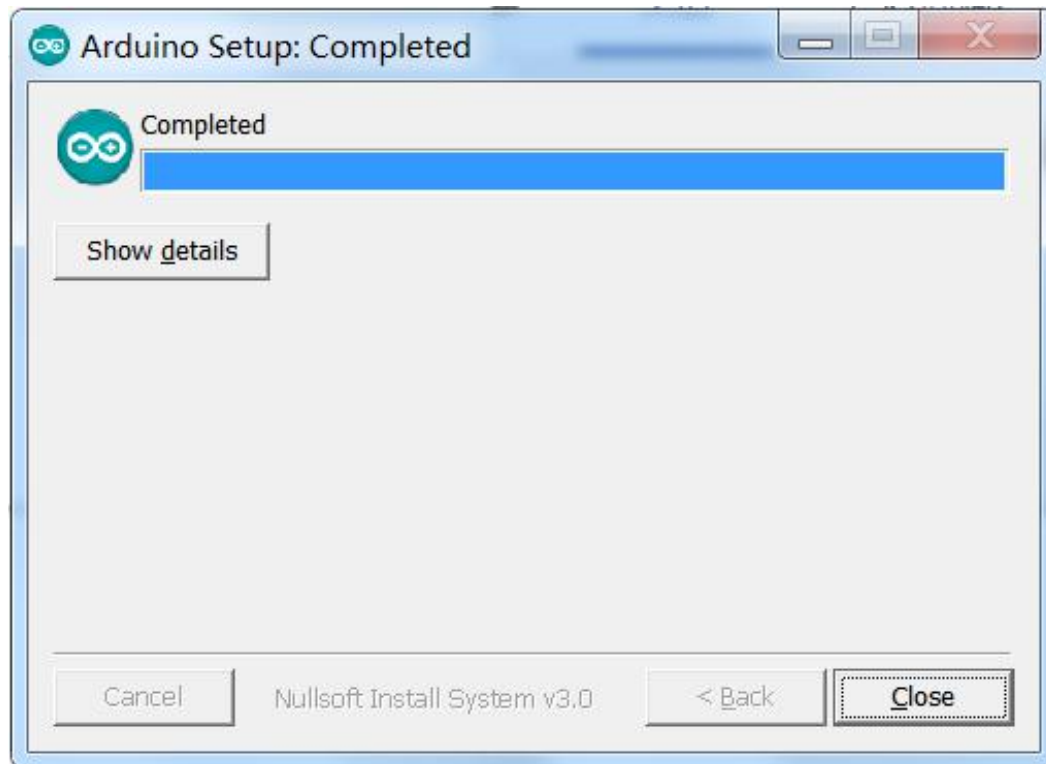 Arduino Setup: Completed
Completed
Show details
Cancel
Nullsoft Install System v3.0
< Back
Close